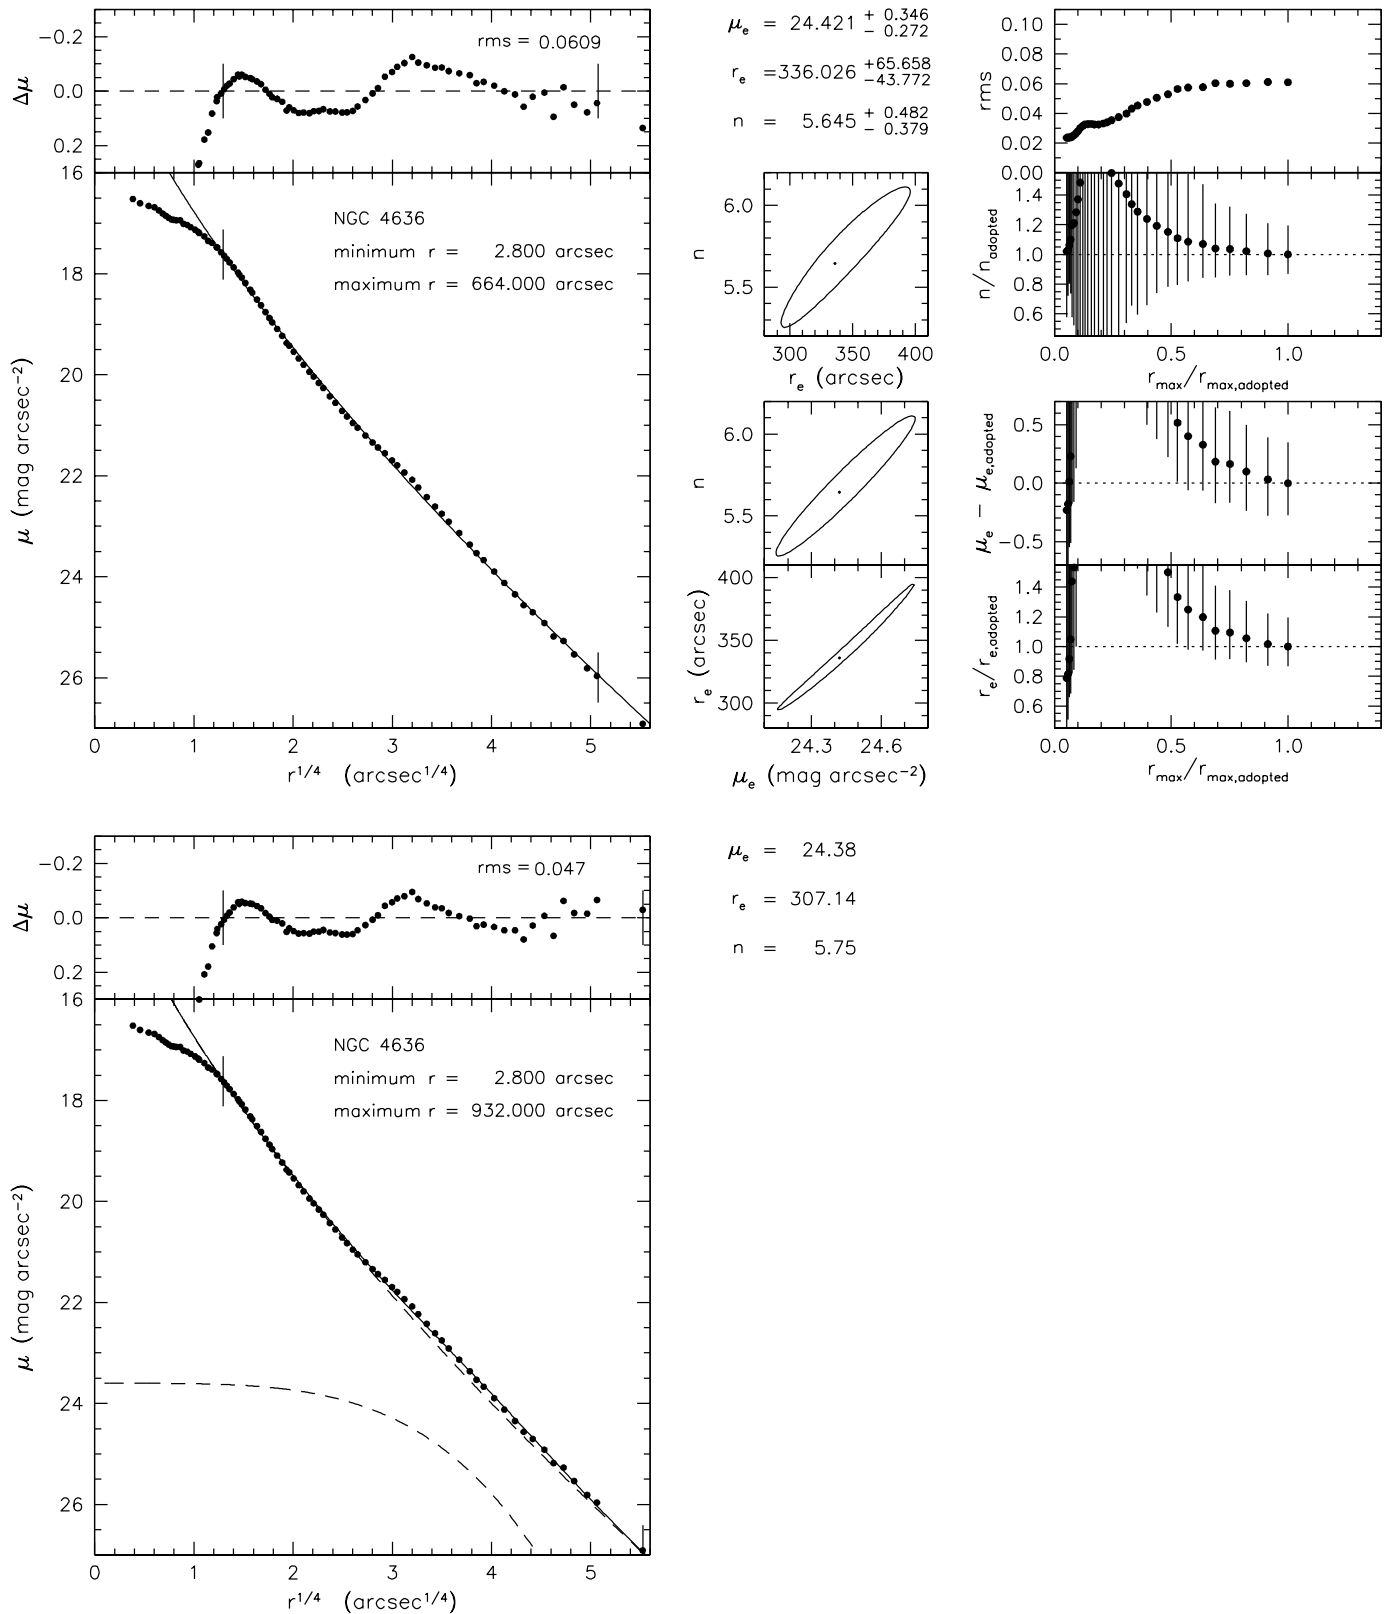 rms = 0.0609
−0.2
0.0
0.2
Δμ
16
18
20
22
24
26
μ (mag arcsec−2)
NGC 4636
minimum r = 2.800 arcsec
maximum r = 664.000 arcsec
0 1 2 3 4 5
r1/4 (arcsec1/4)
μe = 24.421 + 0.346 − 0.272
re =336.026 +65.658 −43.772
n = 5.645 + 0.482 − 0.379
6.0
5.5
n
300 350 400
re (arcsec)
6.0
5.5
n
400
350
300
re (arcsec)
24.3 24.6
μe (mag arcsec−2)
0.10
0.08
0.06
0.04
0.02
0.00
rms
1.4
1.2
1.0
0.8
0.6
n/nadopted
0.0 0.5 1.0
rmax/rmax,adopted
0.5
0.0
−0.5
μe − μe,adopted
1.4
1.2
1.0
0.8
0.6
re/re,adopted
0.0 0.5 1.0
rmax/rmax,adopted
rms = 0.047
−0.2
0.0
0.2
Δμ
16
18
20
22
24
26
μ (mag arcsec−2)
NGC 4636
minimum r = 2.800 arcsec
maximum r = 932.000 arcsec
0 1 2 3 4 5
r1/4 (arcsec1/4)
μe = 24.38
re = 307.14
n = 5.75